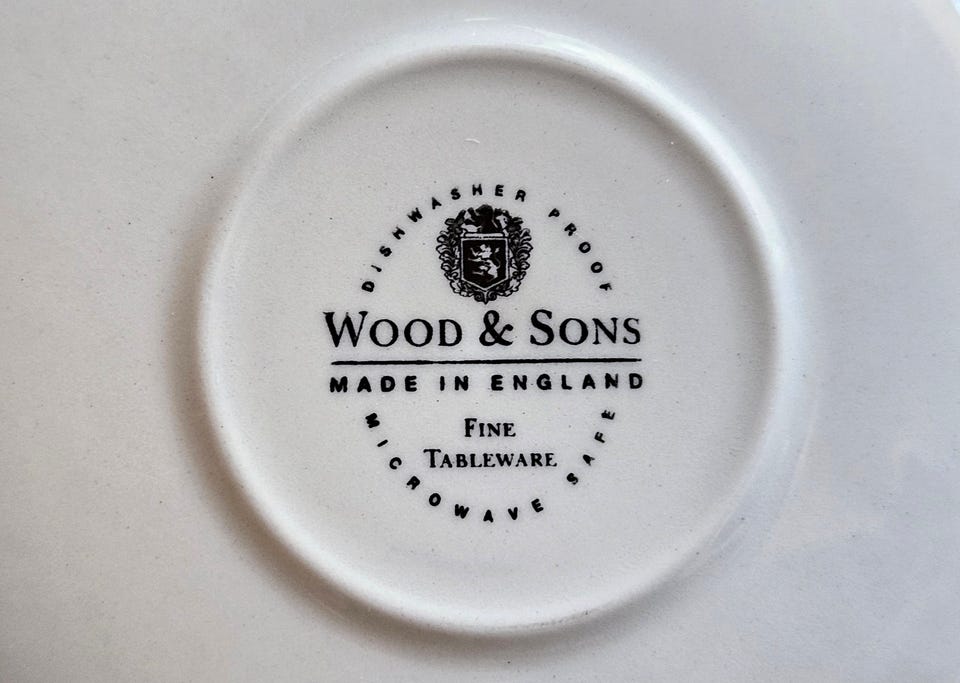 DISHWASHER PROOF
WOOD & SONS
MADE IN ENGLAND
FINE
TABLEWARE
MICROWAVE SAFE